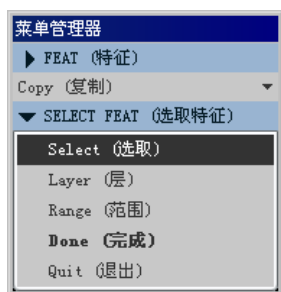 菜单管理器
FEAT (特征)
Copy (复制)
SELECT FEAT (选取特征)
Select (选取)
Layer (层)
Range (范围)
Done (完成)
Quit (退出)